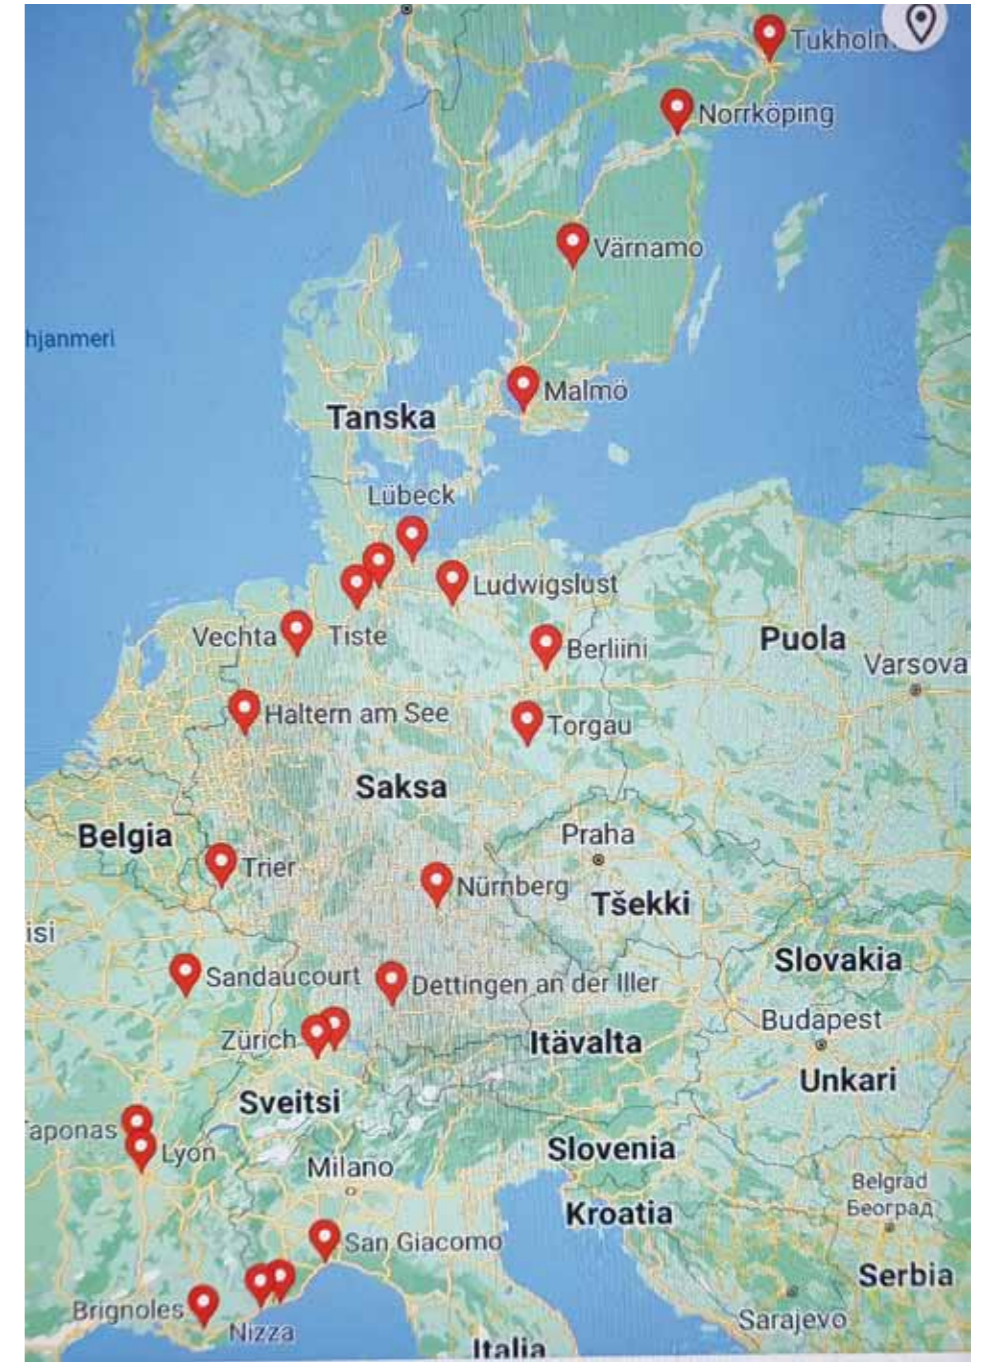 Tukholm
Norrköping
Värnamo
hjanmeri
Malmö
Tanska
Lübeck
Ludwigslust
Vechta
Tiste
Berliini
Puola
Varsova
Haltern am See
Torgau
Saksa
Belgia
Praha
Trier
Nürnberg
Tšekki
isi
Slovakia
Sandaucourt
Dettingen an der Iller
Budapest
Zürich
Itävalta
Unkari
Sveitsi
aponas
Lyon
Slovenia
Milano
Belgrad
Београд
Kroatia
San Giacomo
Serbia
Brignoles
Nizza
Sarajevo
Italia